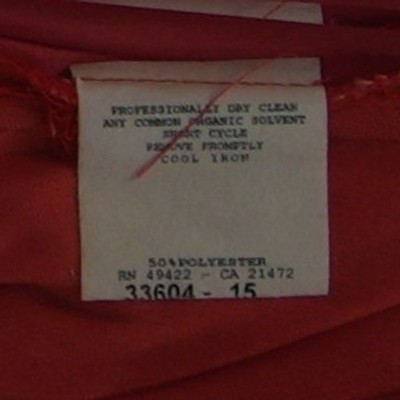 PROFESSIONALLY DRY CLEAN
ANY COMMON ORGANIC SOLVENT
SHORT CYCLE
REMOVE PROMPTLY
COOL IRON
50%POLYESTER
RN 49422 - CA 21472
33604 - 15